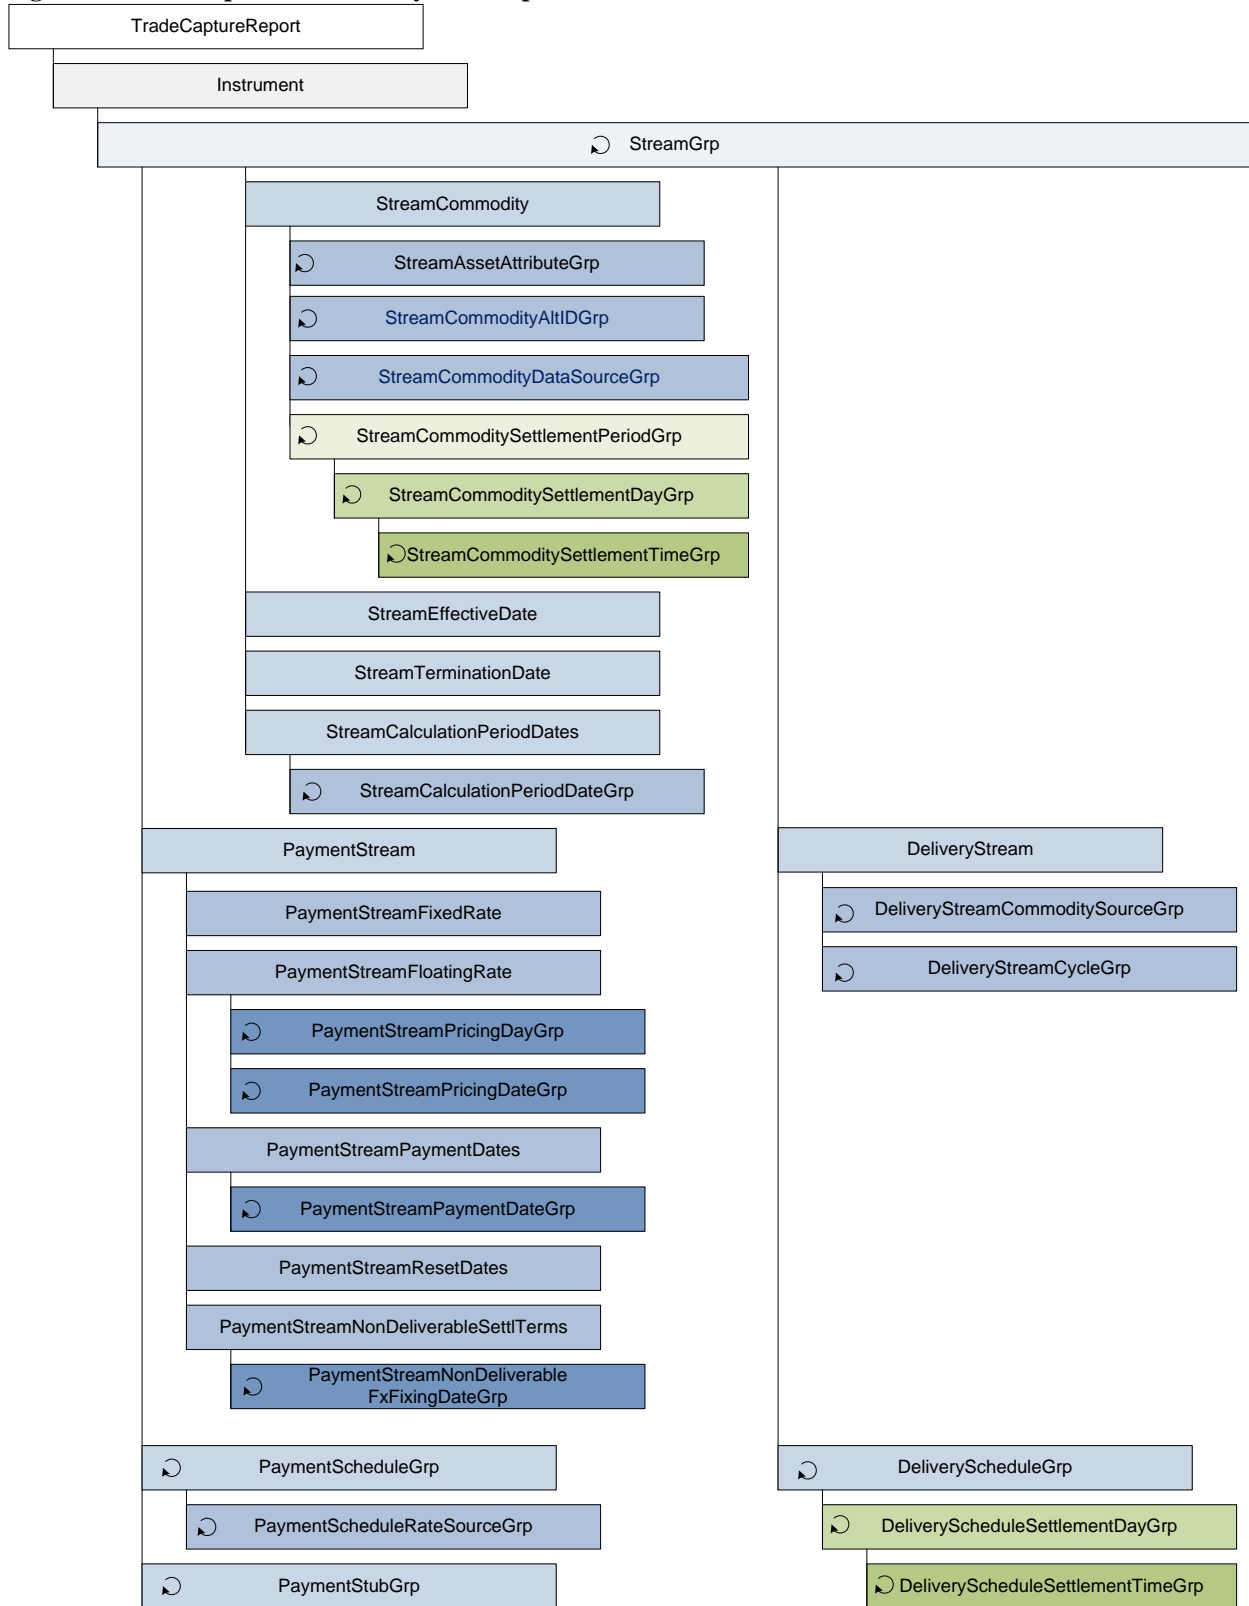 TradeCaptureReport
Instrument
StreamGrp
StreamCommodity
StreamAssetAttributeGrp
StreamCommodityAltIDGrp
StreamCommodityDataSourceGrp
StreamCommoditySettlementPeriodGrp
StreamCommoditySettlementDayGrp
StreamCommoditySettlementTimeGrp
StreamEffectiveDate
StreamTerminationDate
StreamCalculationPeriodDates
StreamCalculationPeriodDateGrp
PaymentStream
PaymentStreamFixedRate
PaymentStreamFloatingRate
PaymentStreamPricingDayGrp
PaymentStreamPricingDateGrp
PaymentStreamPaymentDates
PaymentStreamPaymentDateGrp
PaymentStreamResetDates
PaymentStreamNonDeliverableSettlTerms
PaymentStreamNonDeliverable
FxFixingDateGrp
PaymentScheduleGrp
PaymentScheduleRateSourceGrp
PaymentStubGrp
DeliveryStream
DeliveryStreamCommoditySourceGrp
DeliveryStreamCycleGrp
DeliveryScheduleGrp
DeliveryScheduleSettlementDayGrp
DeliveryScheduleSettlementTimeGrp